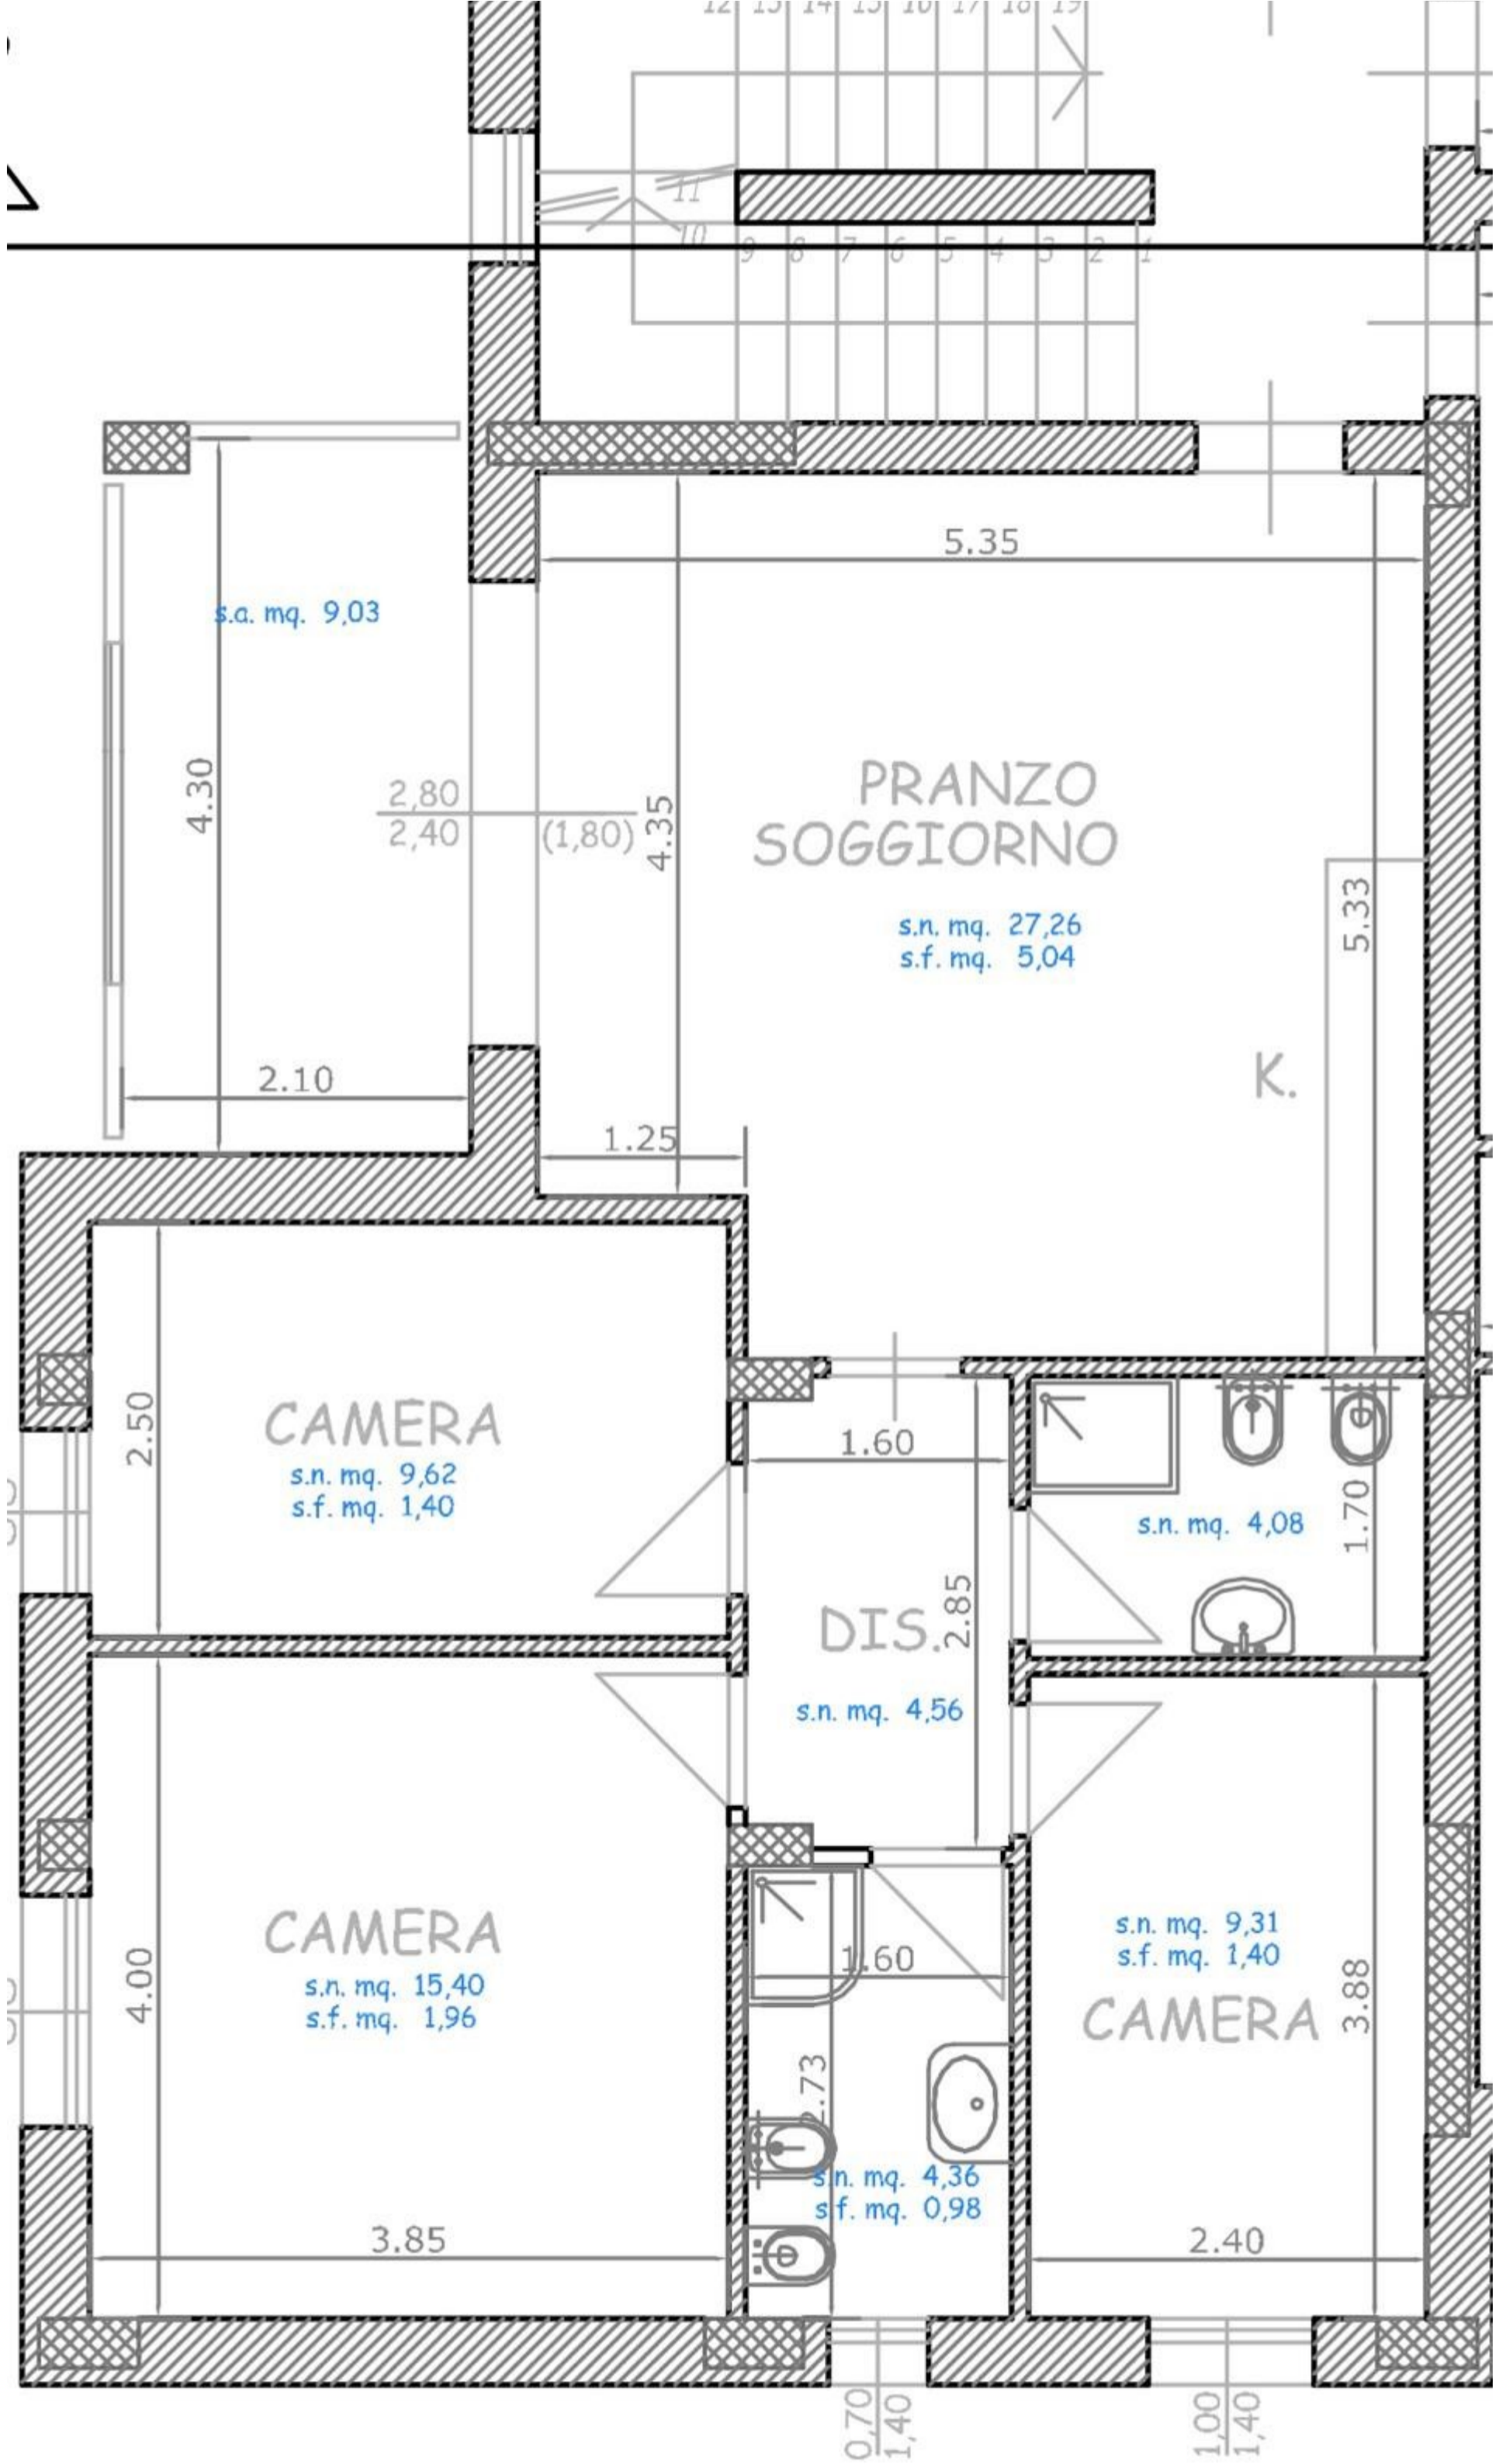 12 13 14 15 16 17 18 19
11
10
9 8 7 6 5 4 3 2 1
5.35
s.a. mq. 9,03
4.30
2,80
2,40
(1,80)
4.35
PRANZO
SOGGIORNO
s.n. mq. 27,26
s.f. mq. 5,04
5.33
K.
2.10
1.25
2.50
CAMERA
s.n. mq. 9,62
s.f. mq. 1,40
1.60
s.n. mq. 4,08
1.70
DIS.
2.85
s.n. mq. 4,56
4.00
CAMERA
s.n. mq. 15,40
s.f. mq. 1,96
1.60
s.n. mq. 9,31
s.f. mq. 1,40
CAMERA
3.88
2.73
s.n. mq. 4,36
s.f. mq. 0,98
3.85
2.40
0,70
1,40
1,00
1,40